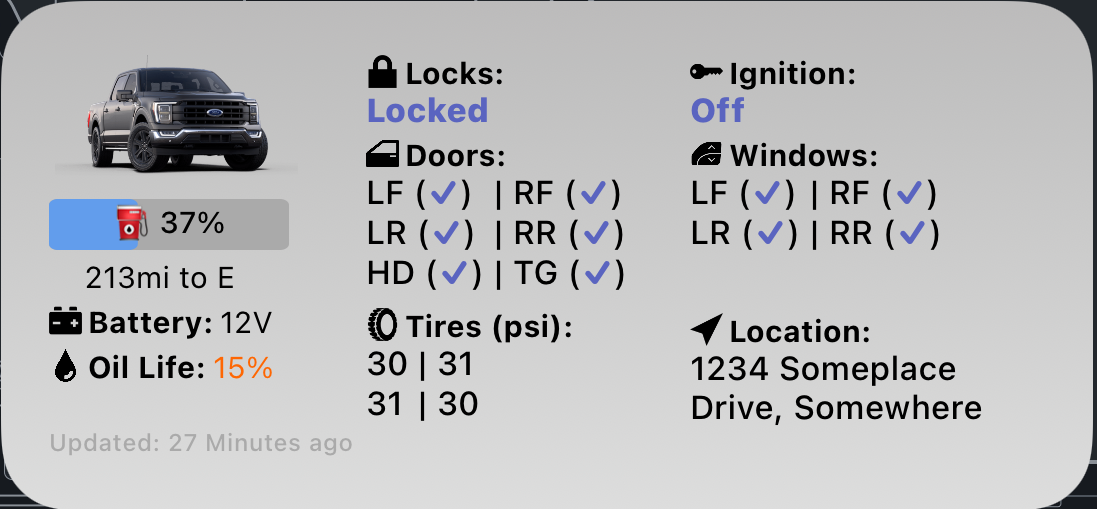 37%
213mi to E
Battery: 12V
Oil Life: 15%
Updated: 27 Minutes ago
Locks:
Locked
Doors:
LF (✓) | RF (✓)
LR (✓) | RR (✓)
HD (✓) | TG (✓)
Tires (psi):
30 | 31
31 | 30
Ignition:
Off
Windows:
LF (✓) | RF (✓)
LR (✓) | RR (✓)
Location:
1234 Someplace
Drive, Somewhere